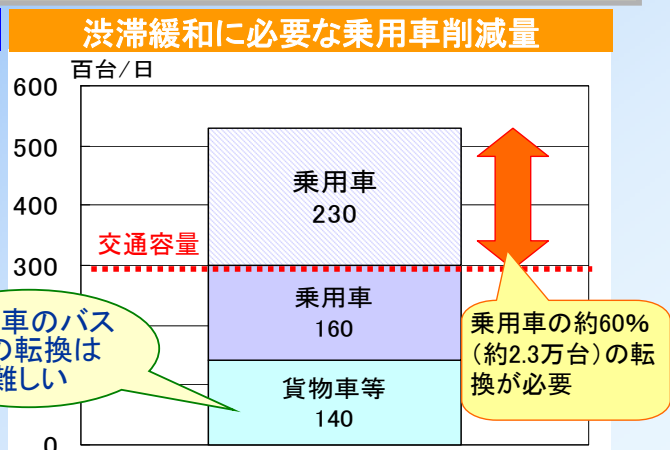 渋滞緩和に必要な乗用車削減量
百台/日
600
500
400
300
0
乗用車
230
交通容量
乗用車
160
貨物車等
140
車のバス
の転換は
難しい
乗用車の約60%
（約2.3万台）の転
換が必要